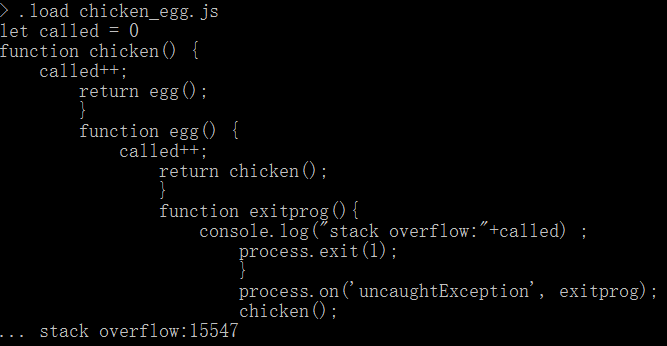 > .load chicken_egg.js
let called = 0
function chicken() {
    called++;
        return egg();
        }
        function egg() {
            called++;
                return chicken();
                }
                function exitprog(){
                    console.log("stack overflow:"+called) ;
                        process.exit(1);
                        }
                        process.on('uncaughtException', exitprog);
                        chicken();
... stack overflow:15547